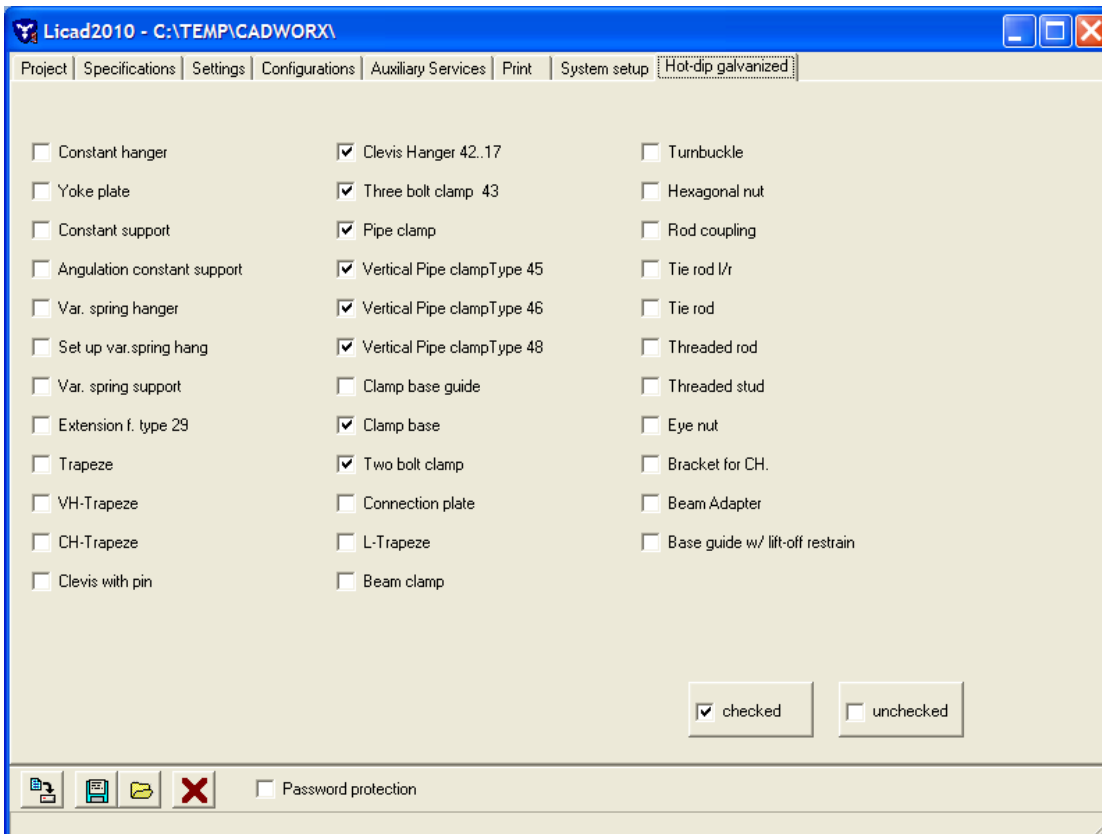 Licad2010 - C:\TEMP\CADWORX\
Project Specifications Settings Configurations Auxiliary Services Print System setup Hot-dip galvanized
Constant hanger
Yoke plate
Constant support
Angulation constant support
Var. spring hanger
Set up var.spring hang
Var. spring support
Extension f. type 29
Trapeze
VH-Trapeze
CH-Trapeze
Clevis with pin
Clevis Hanger 42..17
Three bolt clamp 43
Pipe clamp
Vertical Pipe clampType 45
Vertical Pipe clampType 46
Vertical Pipe clampType 48
Clamp base guide
Clamp base
Two bolt clamp
Connection plate
L-Trapeze
Beam clamp
Turnbuckle
Hexagonal nut
Rod coupling
Tie rod l/r
Tie rod
Threaded rod
Threaded stud
Eye nut
Bracket for CH.
Beam Adapter
Base guide w/ lift-off restrain
checked
unchecked
Password protection